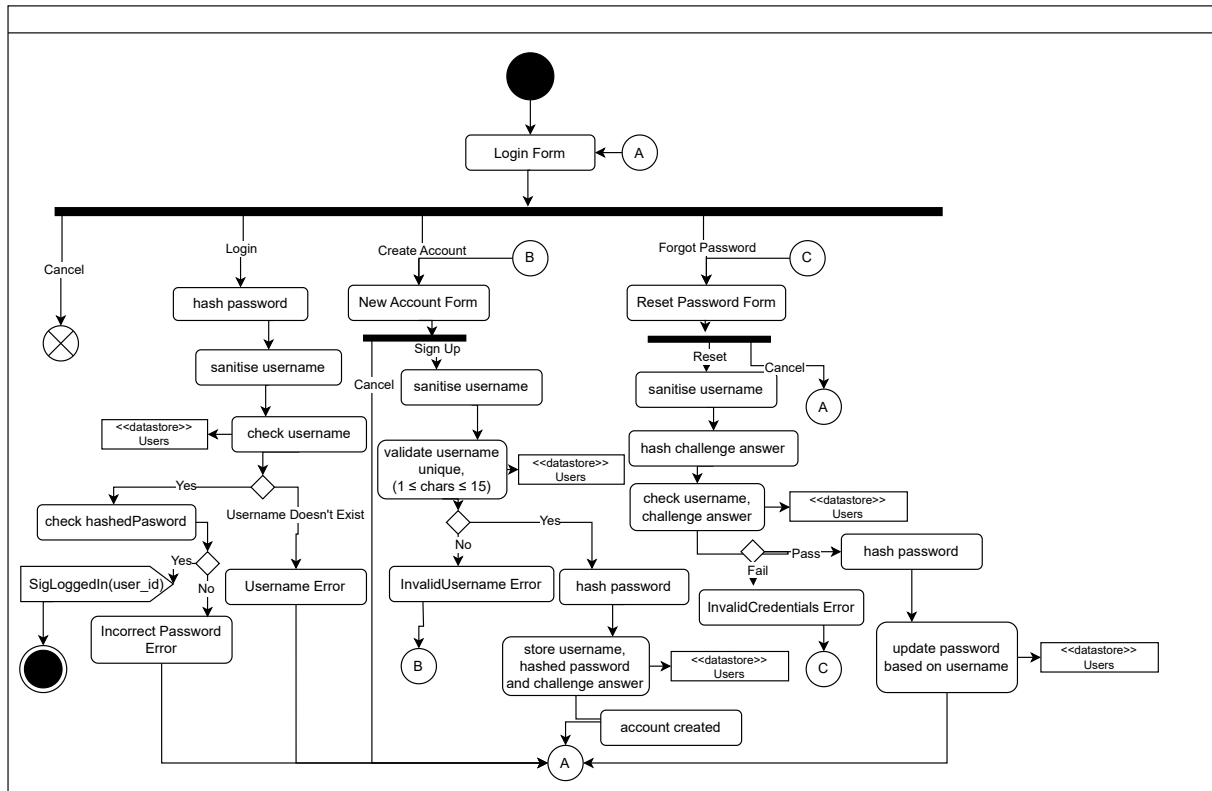 Login Form
A
Login
Create Account
Forgot Password
B
C
Cancel
hash password
New Account Form
Reset Password Form
Sign Up
Reset
Cancel
Cancel
sanitise username
sanitise username
sanitise username
A
<<datastore>>
Users
check username
validate username
unique,
(1 ≤ chars ≤ 15)
<<datastore>>
Users
hash challenge answer
check username,
challenge answer
<<datastore>>
Users
Yes
Username Doesn't Exist
check hashedPasword
No
Yes
Pass
hash password
Fail
Yes
No
SigLoggedIn(user_id)
Username Error
InvalidUsername Error
hash password
InvalidCredentials Error
Incorrect Password
Error
B
store username,
hashed password
and challenge answer
<<datastore>>
Users
C
update password
based on username
<<datastore>>
Users
account created
A